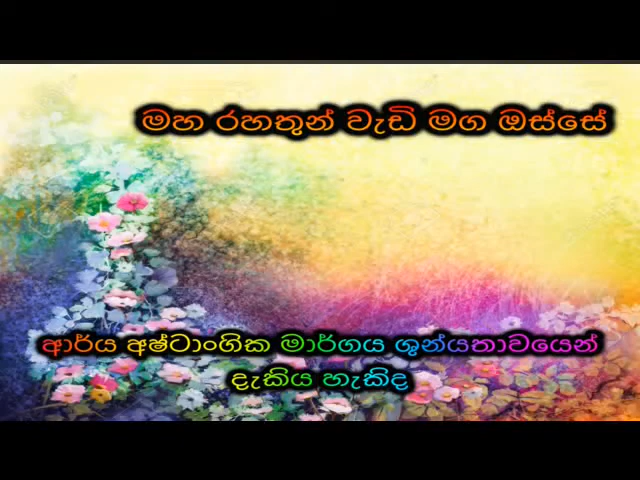 මහ රහතුන් වැඩි මග ඔස්සේ
ආර්ය අෂ්ටාංගික මාර්ගය ශුන්යතාවයෙන්
දැකිය හැකිද